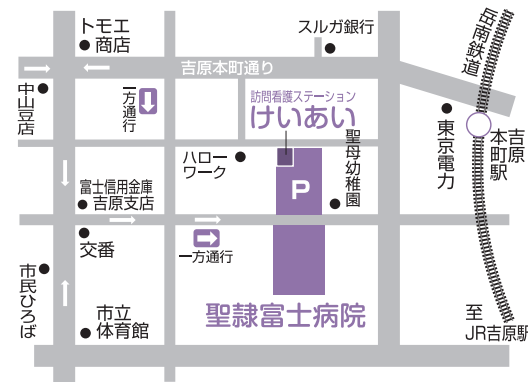 トモエ
商店
スルガ銀行
岳南鉄道
吉原本町通り
中山豆店
一方通行
訪問看護ステーション
けいあい
聖母幼稚園
ハロー
ワーク
P
東京電力
吉原
本町駅
富士信用金庫
吉原支店
交番
一方通行
市民ひろば
市立
体育館
聖隷富士病院
至
JR吉原駅